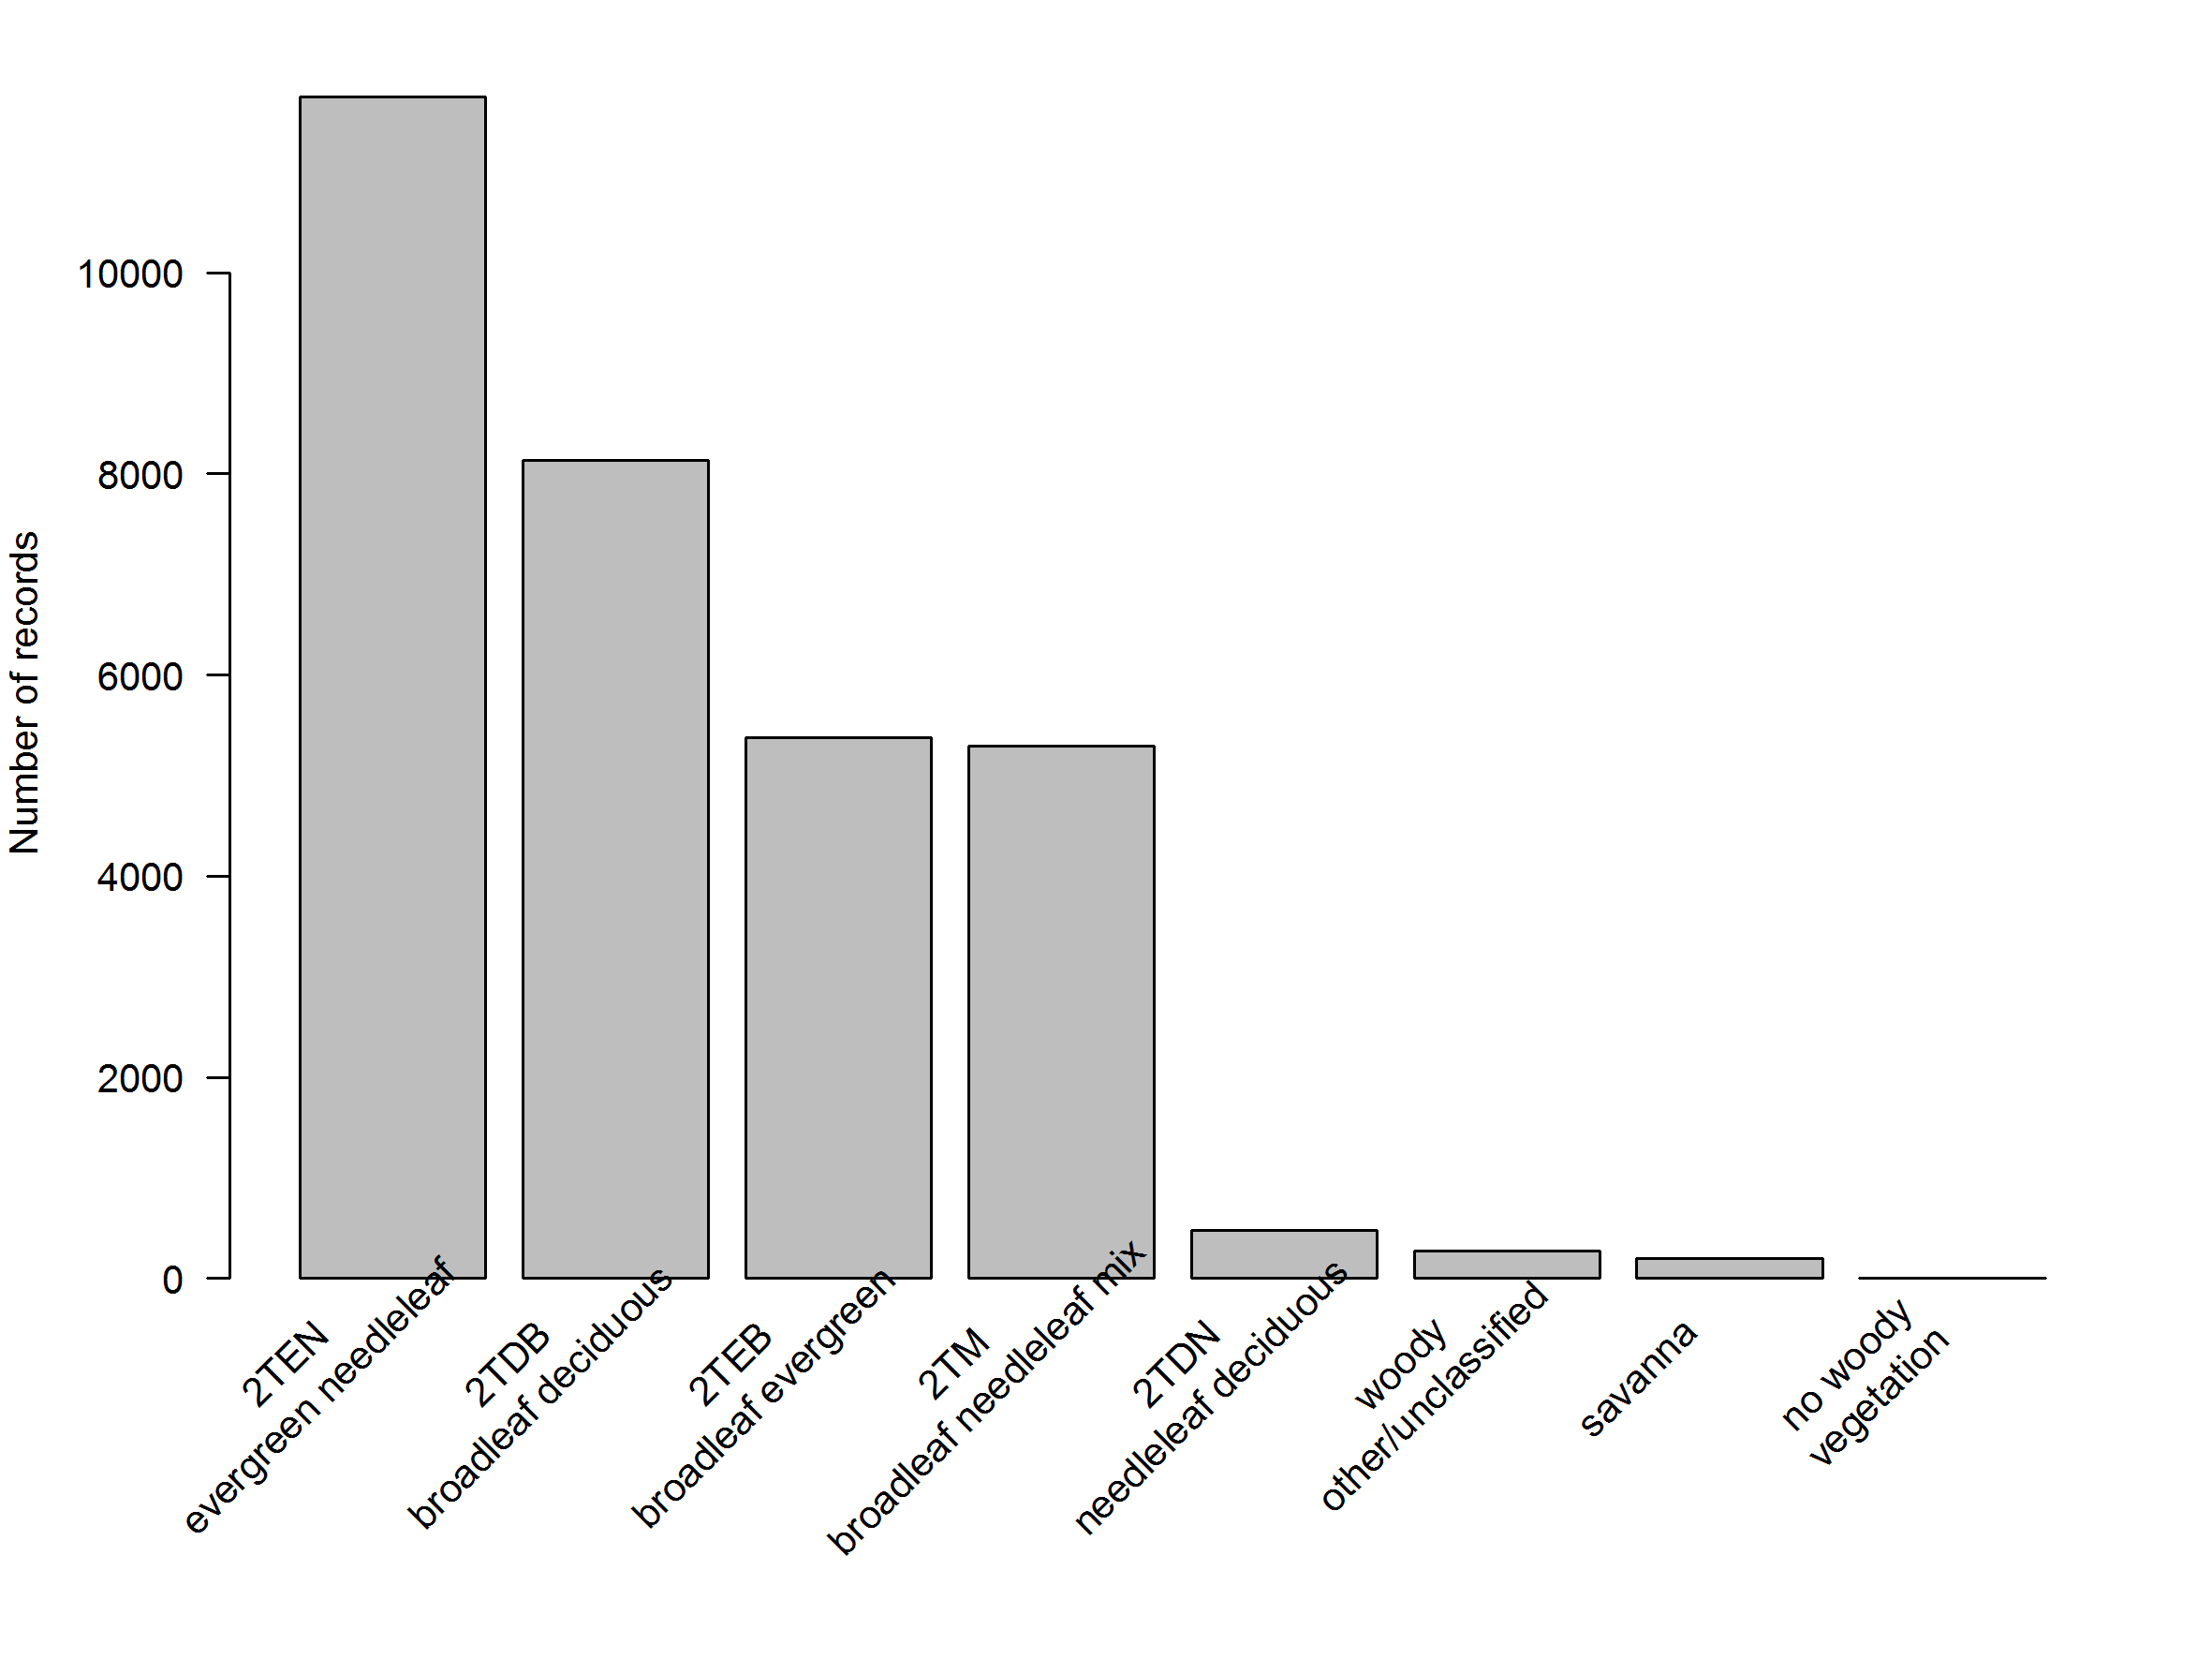 Number of records
10000
8000
6000
4000
2000
0
2TEN
evergreen needleleaf
2TDB
broadleaf deciduous
2TEB
broadleaf evergreen
2TM
broadleaf needleleaf mix
2TDN
needleleaf deciduous
woody
other/unclassified
savanna
no woody
vegetation